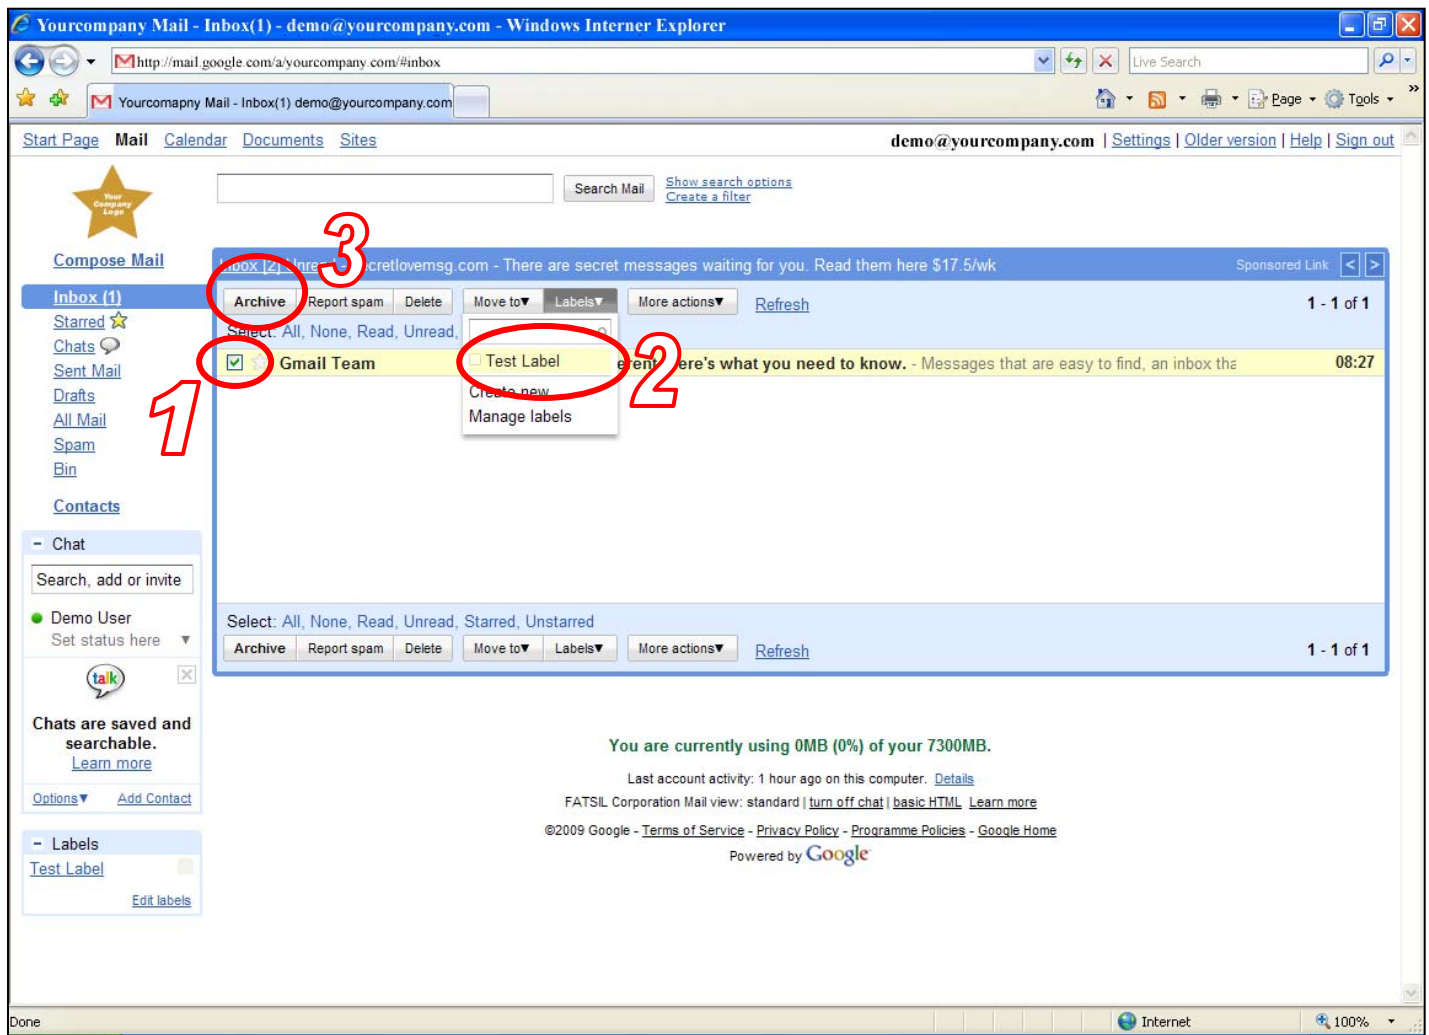 Yourcompany Mail - Inbox(1) - demo@yourcompany.com - Windows Interner Explorer
http://mail.google.com/a/yourcompany.com/#inbox
Live Search
Yourcomapny Mail - Inbox(1) demo@yourcompany.com
Page Tools
Start Page Mail Calendar Documents Sites demo@yourcompany.com | Settings | Older version | Help | Sign out
Your
Company
Logo
Search Mail
Show search options
Create a filter
3
Compose Mail
Inbox [2] Unread - secretlovemsg.com - There are secret messages waiting for you. Read them here $17.5/wk Sponsored Link < >
Inbox (1)
Archive Report spam Delete Move to▼ Labels▼ More actions▼ Refresh 1 - 1 of 1
Starred
Select: All, None, Read, Unread,
Chats
2
Gmail Team Test Label here's what you need to know. - Messages that are easy to find, an inbox tha 08:27
Sent Mail
1
Create new
Drafts
Manage labels
All Mail
Spam
Bin
Contacts
− Chat
Search, add or invite
Demo User
Set status here ▼
Select: All, None, Read, Unread, Starred, Unstarred
Archive Report spam Delete Move to▼ Labels▼ More actions▼ Refresh 1 - 1 of 1
talk
Chats are saved and
searchable.
Learn more
Options▼ Add Contact
You are currently using 0MB (0%) of your 7300MB.
Last account activity: 1 hour ago on this computer. Details
FATSIL Corporation Mail view: standard | turn off chat | basic HTML Learn more
©2009 Google - Terms of Service - Privacy Policy - Programme Policies - Google Home
Powered by Google
− Labels
Test Label
Edit labels
Done Internet 100%